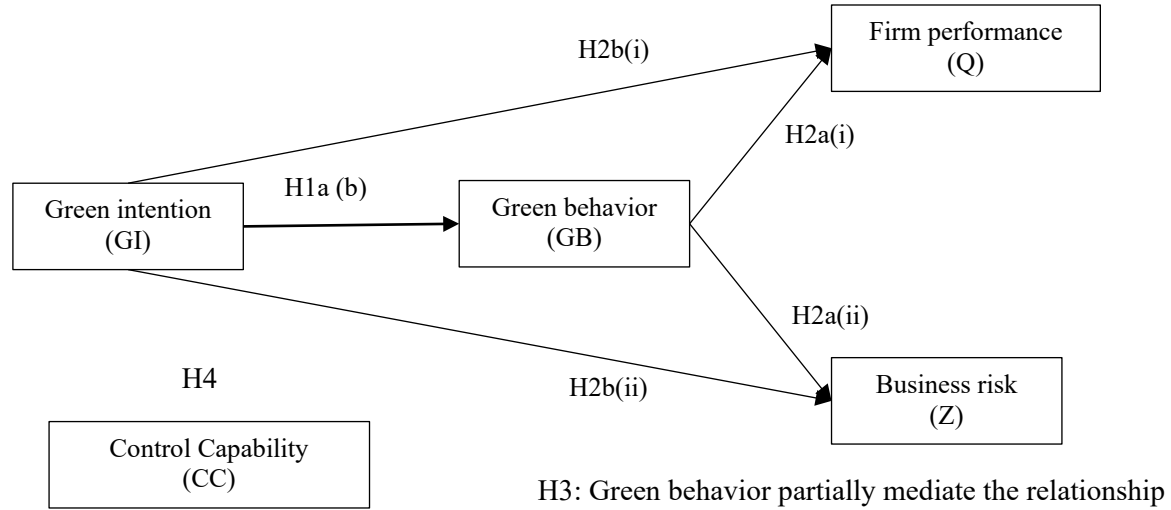 Firm performance
(Q)
H2b(i)
H2a(i)
H1a (b)
Green intention
(GI)
Green behavior
(GB)
H2a(ii)
H4
H2b(ii)
Business risk
(Z)
Control Capability
(CC)
H3: Green behavior partially mediate the relationship